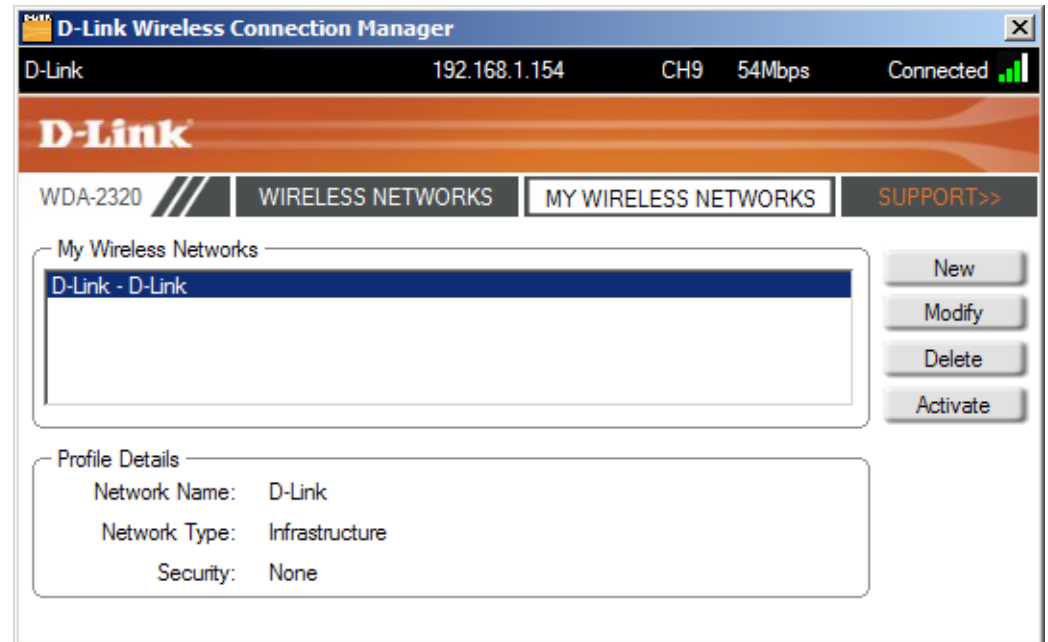 D-Link Wireless Connection Manager
D-Link 192.168.1.154 CH9 54Mbps Connected
D-Link
WDA-2320 WIRELESS NETWORKS MY WIRELESS NETWORKS SUPPORT>>
My Wireless Networks
D-Link - D-Link
New
Modify
Delete
Activate
Profile Details
Network Name: D-Link
Network Type: Infrastructure
Security: None